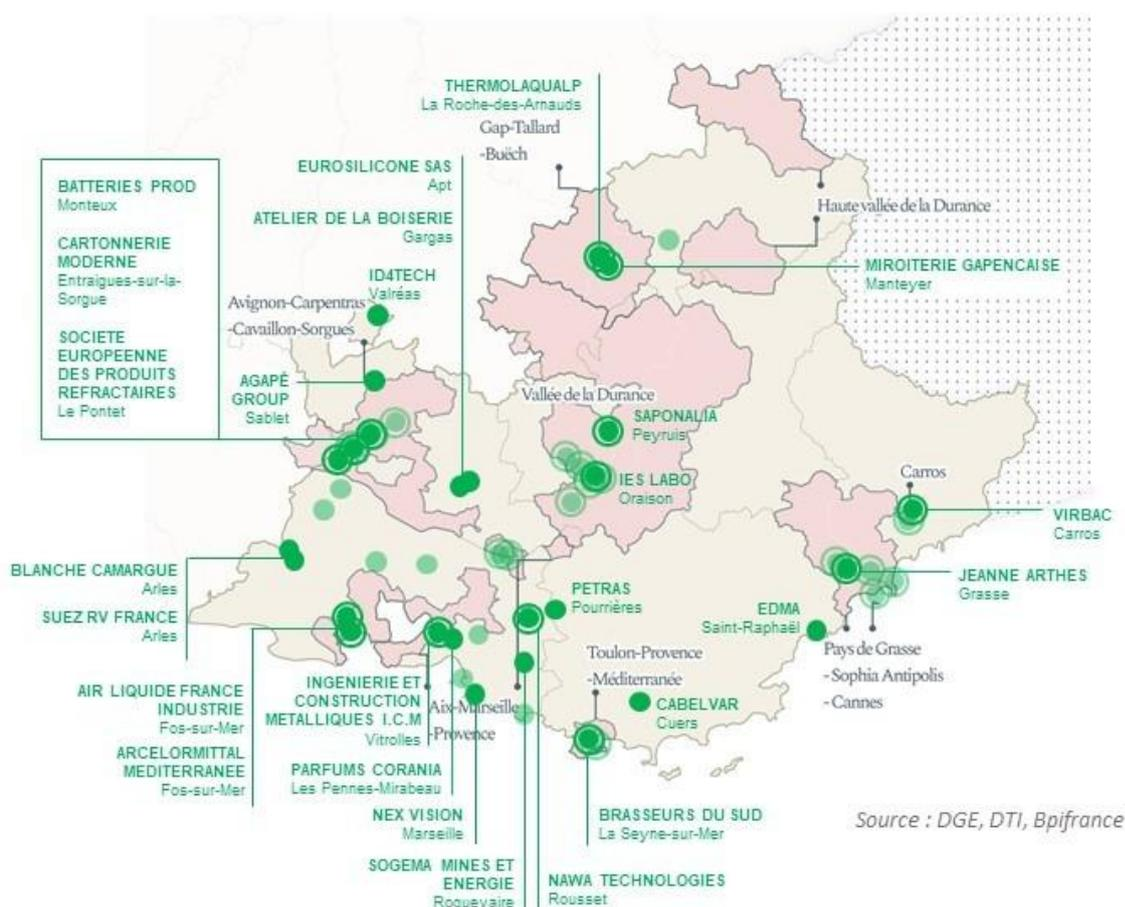 THERMOLAQUALP
La Roche-des-Arnauds
Gap-Tallard
-Buëch
EUROSILICONE SAS
Apt
ATELIER DE LA BOISERIE
Gargas
ID4TECH
Valréas
Avignon-Carpentras
-Cavaillon-Sorgues
BATTERIES PROD
Monteux
CARTONNERIE
MODERNE
Entraigues-sur-la-
Sorgue
SOCIETE
EUROPEENNE
DES PRODUITS
REFRACTAIRES
Le Pontet
AGAPÉ
GROUP
Sablet
Haute vallée de la Durance
MIROITERIE GAPENCAISE
Manteyer
Vallée de la Durance
SAPONALIA
Peyruis
IES LABO
Oraison
Carros
VIRBAC
Carros
JEANNE ARTHES
Grasse
BLANCHE CAMARGUE
Arles
SUEZ RV FRANCE
Arles
PETRAS
Pourrières
EDMA
Saint-Raphaël
Pays de Grasse
- Sophia Antipolis
- Cannes
Toulon-Provence
-Méditerranée
CABELVAR
Cuers
AIR LIQUIDE FRANCE
INDUSTRIE
Fos-sur-Mer
ARCELORMITTAL
MEDITERRANEE
Fos-sur-Mer
INGENIERIE ET
CONSTRUCTION
METALLIQUES I.C.M
Vitrolles
Aix-Marseille
-Provence
PARFUMS CORANIA
Les Pennes-Mirabeau
NEX VISION
Marseille
BRASSEURS DU SUD
La Seyne-sur-Mer
SOGEMA MINES ET
ENERGIE
Roquevaire
NAWA TECHNOLOGIES
Rousset
Source : DGE, DTI, Bpifrance